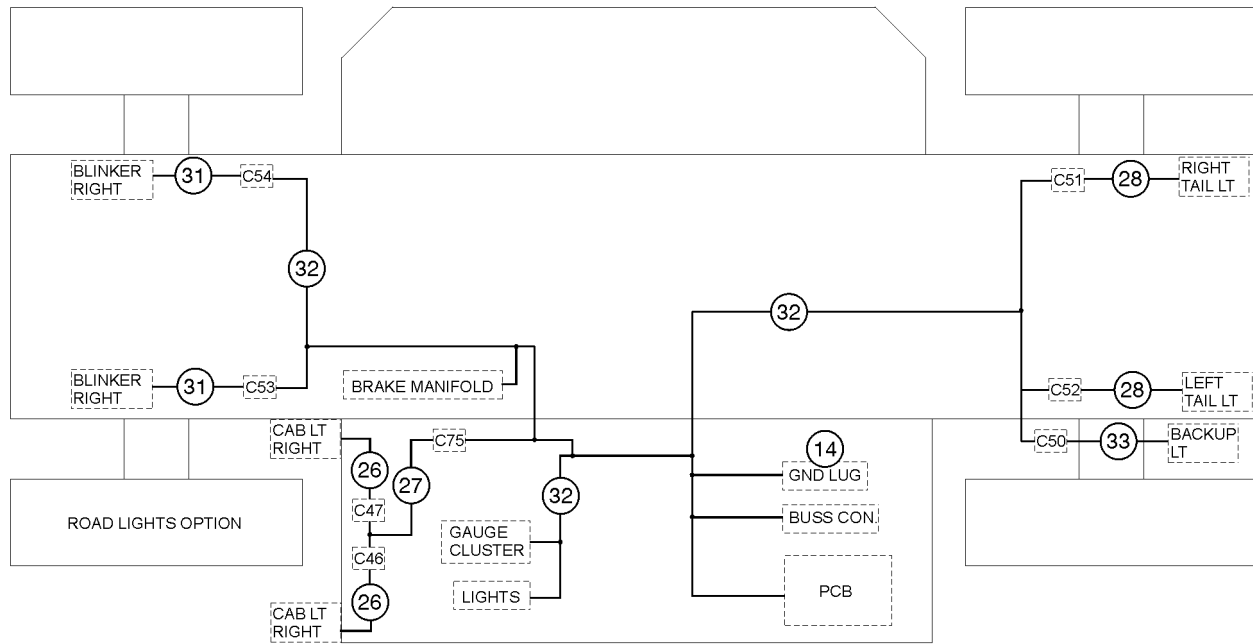 BLINKER
RIGHT
31
C54
C51
28
RIGHT
TAIL LT
32
32
BLINKER
RIGHT
31
C53
BRAKE MANIFOLD
C52
28
LEFT
TAIL LT
CAB LT
RIGHT
C75
C50
33
BACKUP
LT
26
27
14
GND LUG
32
C47
ROAD LIGHTS OPTION
BUSS CON.
GAUGE
CLUSTER
C46
LIGHTS
PCB
26
CAB LT
RIGHT